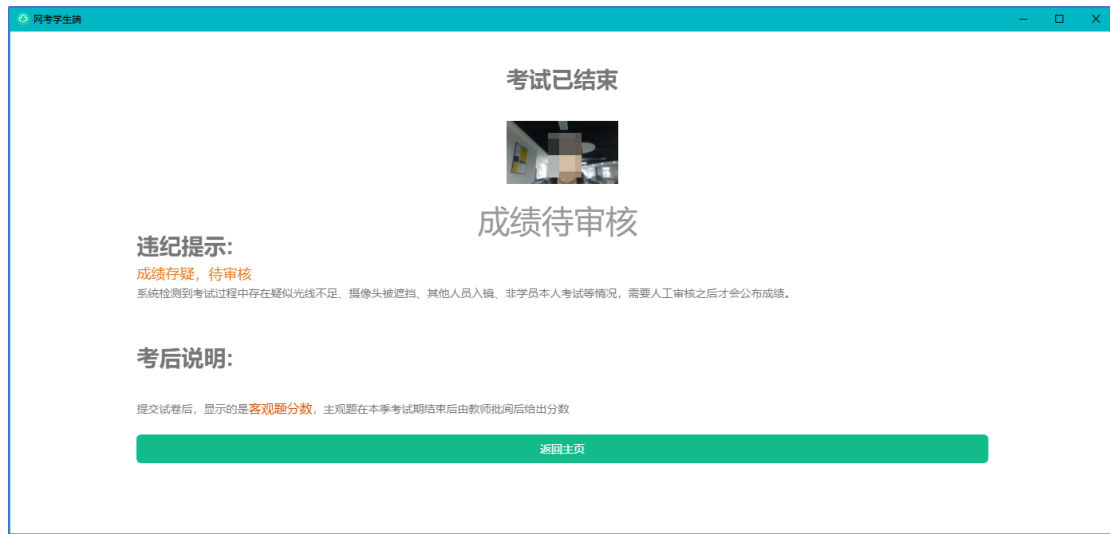 网考学生端
考试已结束
成绩待审核
违纪提示:
成绩存疑，待审核
系统检测到考试过程中存在疑似光线不足、摄像头被遮挡、其他人员入镜、非学员本人考试等情况，需要人工审核之后才会公布成绩。
考后说明:
提交试卷后，显示的是客观题分数，主观题在本季考试期结束后由教师批阅后给出分数
返回主页